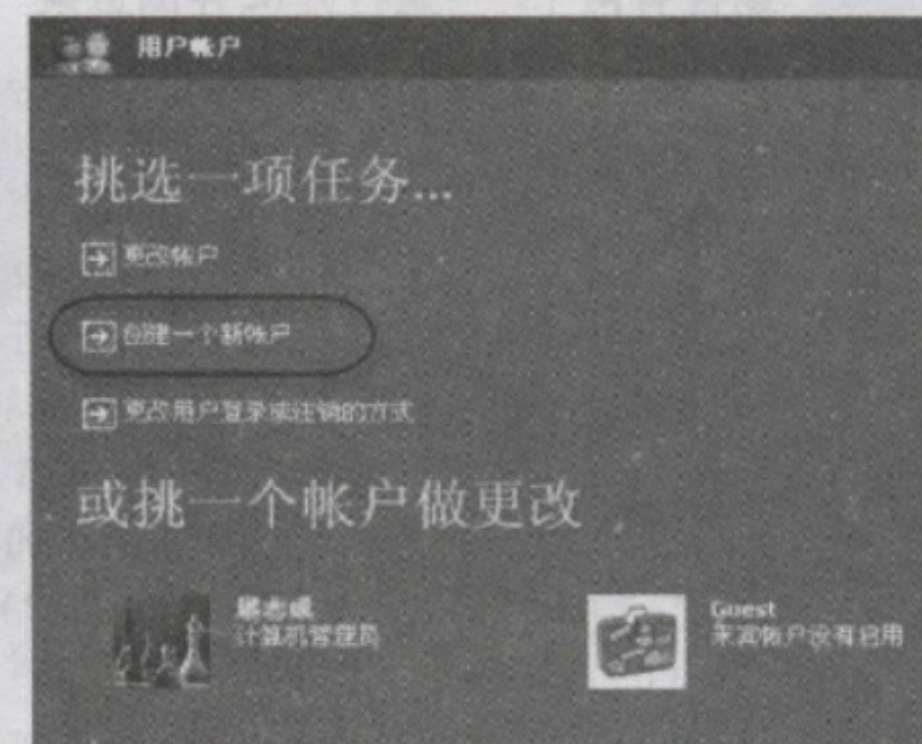 用户帐户
挑选一项任务...
更改帐户
创建一个新帐户
更改用户登录或注销的方式
或挑一个帐户做更改
计算机管理员
Guest
来宾帐户没有启用